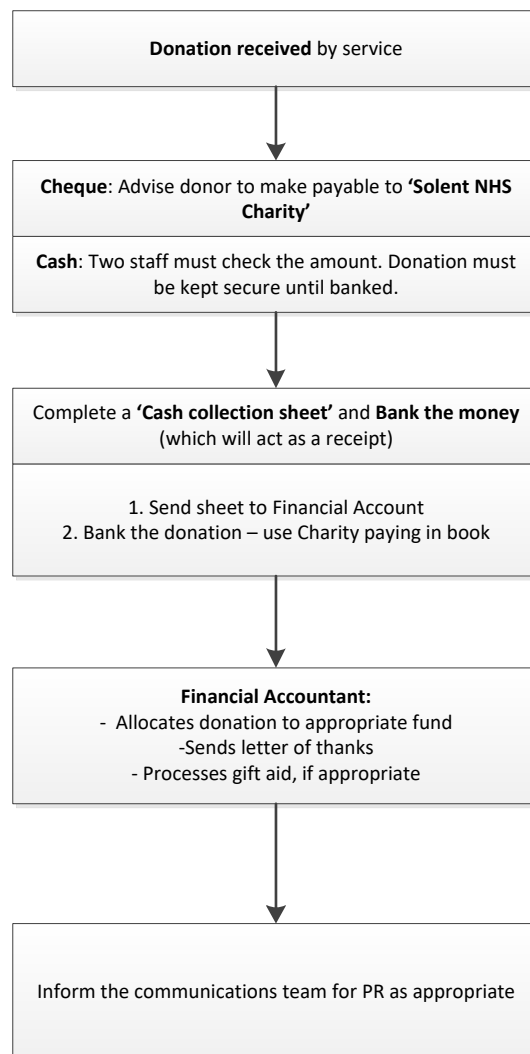 Donation received by service
Cheque: Advise donor to make payable to ‘Solent NHS
Charity’
Cash: Two staff must check the amount. Donation must
be kept secure until banked.
Complete a ‘Cash collection sheet’ and Bank the money
(which will act as a receipt)
1. Send sheet to Financial Account
2. Bank the donation – use Charity paying in book
Financial Accountant:
- Allocates donation to appropriate fund
-Sends letter of thanks
- Processes gift aid, if appropriate
Inform the communications team for PR as appropriate